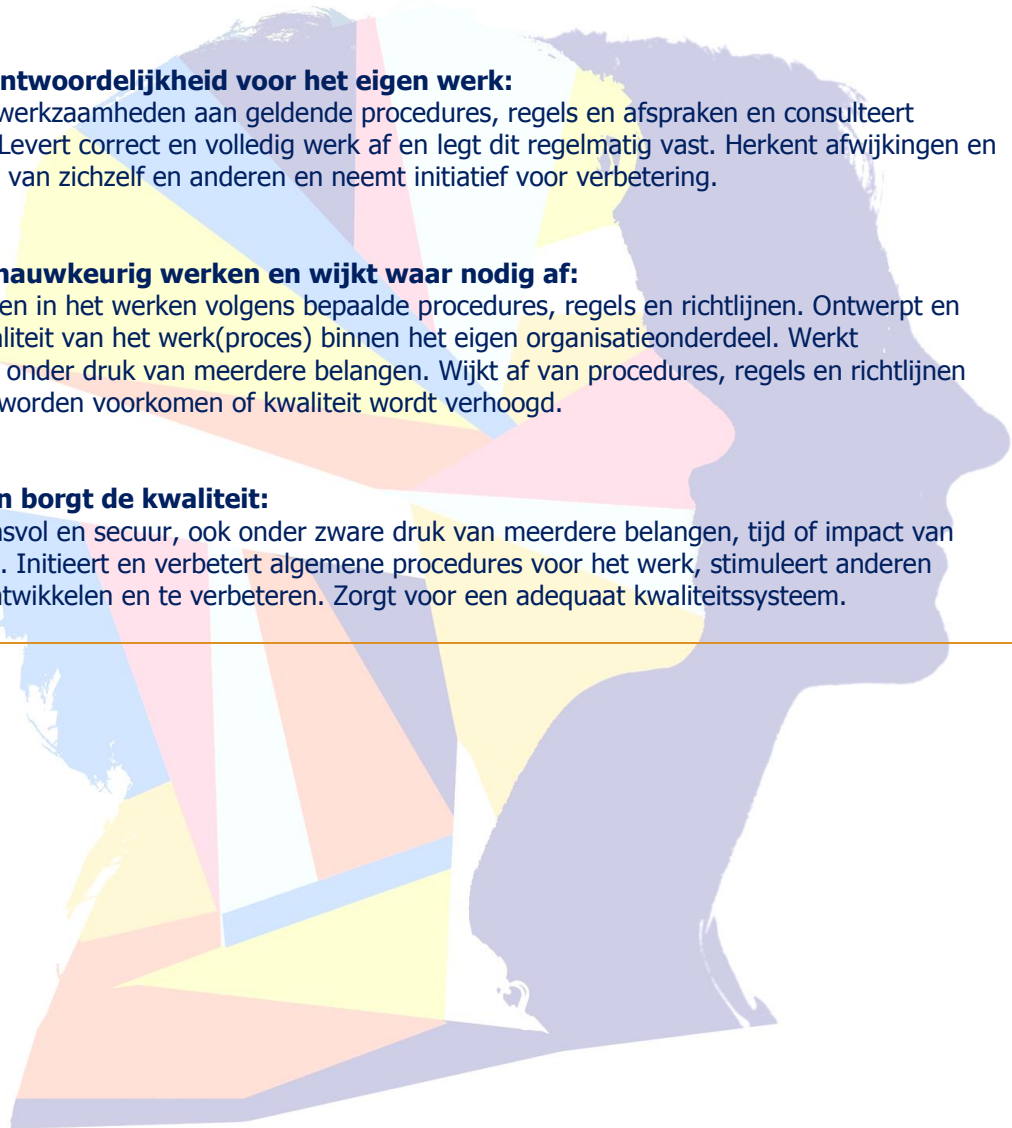 ntwoordelijkheid voor het eigen werk:
werkzaamheden aan geldende procedures, regels en afspraken en consulteert
Levert correct en volledig werk af en legt dit regelmatig vast. Herkent afwijkingen en
van zichzelf en anderen en neemt initiatief voor verbetering.
nauwkeurig werken en wijkt waar nodig af:
en in het werken volgens bepaalde procedures, regels en richtlijnen. Ontwerpt en
aliteit van het werk(proces) binnen het eigen organisatieonderdeel. Werkt
onder druk van meerdere belangen. Wijkt af van procedures, regels en richtlijnen
worden voorkomen of kwaliteit wordt verhoogd.
n borgt de kwaliteit:
nsvol en secuur, ook onder zware druk van meerdere belangen, tijd of impact van
. Initieert en verbetert algemene procedures voor het werk, stimuleert anderen
ntwikkelen en te verbeteren. Zorgt voor een adequaat kwaliteitssysteem.